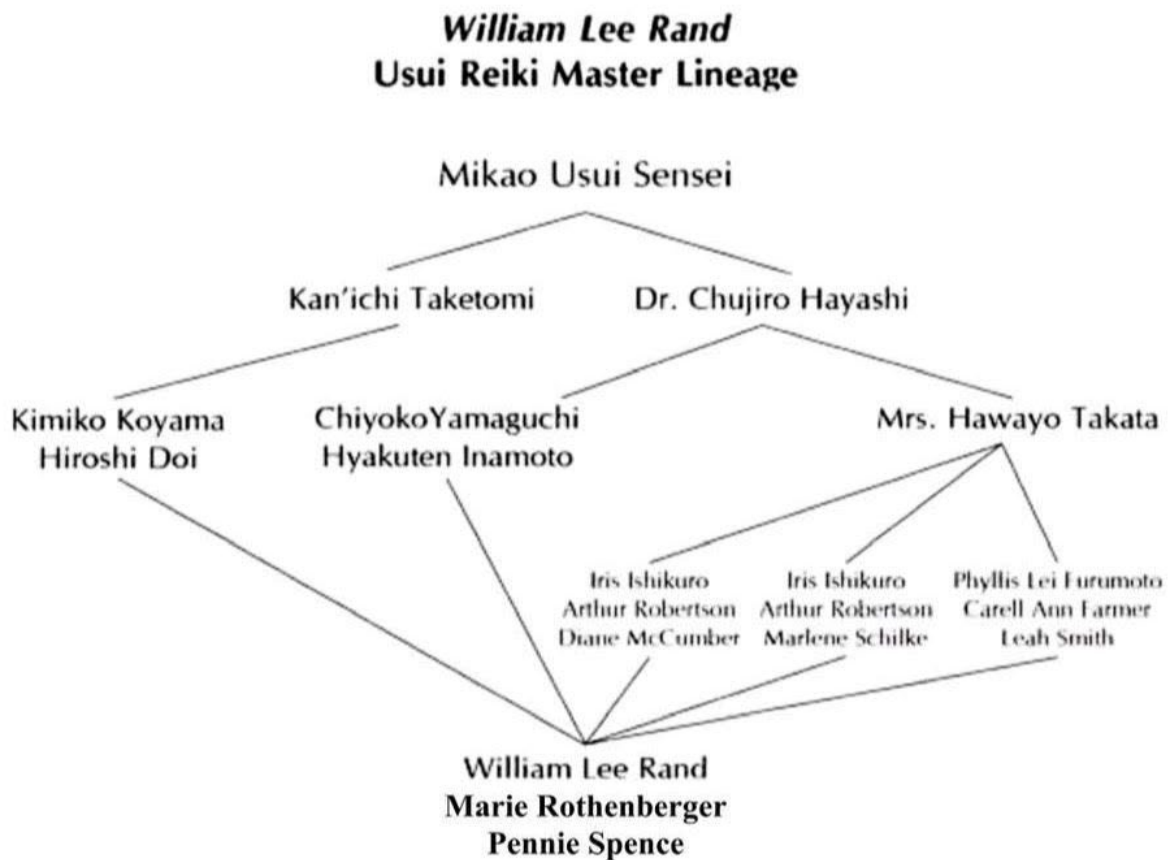 William Lee Rand
Usui Reiki Master Lineage
Mikao Usui Sensei
Kan'ichi Taketomi
Dr. Chujiro Hayashi
Kimiko Koyama
Hiroshi Doi
ChiyokoYamaguchi
Hyakuten Inamoto
Mrs. Hawayo Takata
Iris Ishikuro
Arthur Robertson
Diane McCumber
Iris Ishikuro
Arthur Robertson
Marlene Schilke
Phyllis Lei Furumoto
Carell Ann Farmer
Leah Smith
William Lee Rand
Marie Rothenberger
Pennie Spence